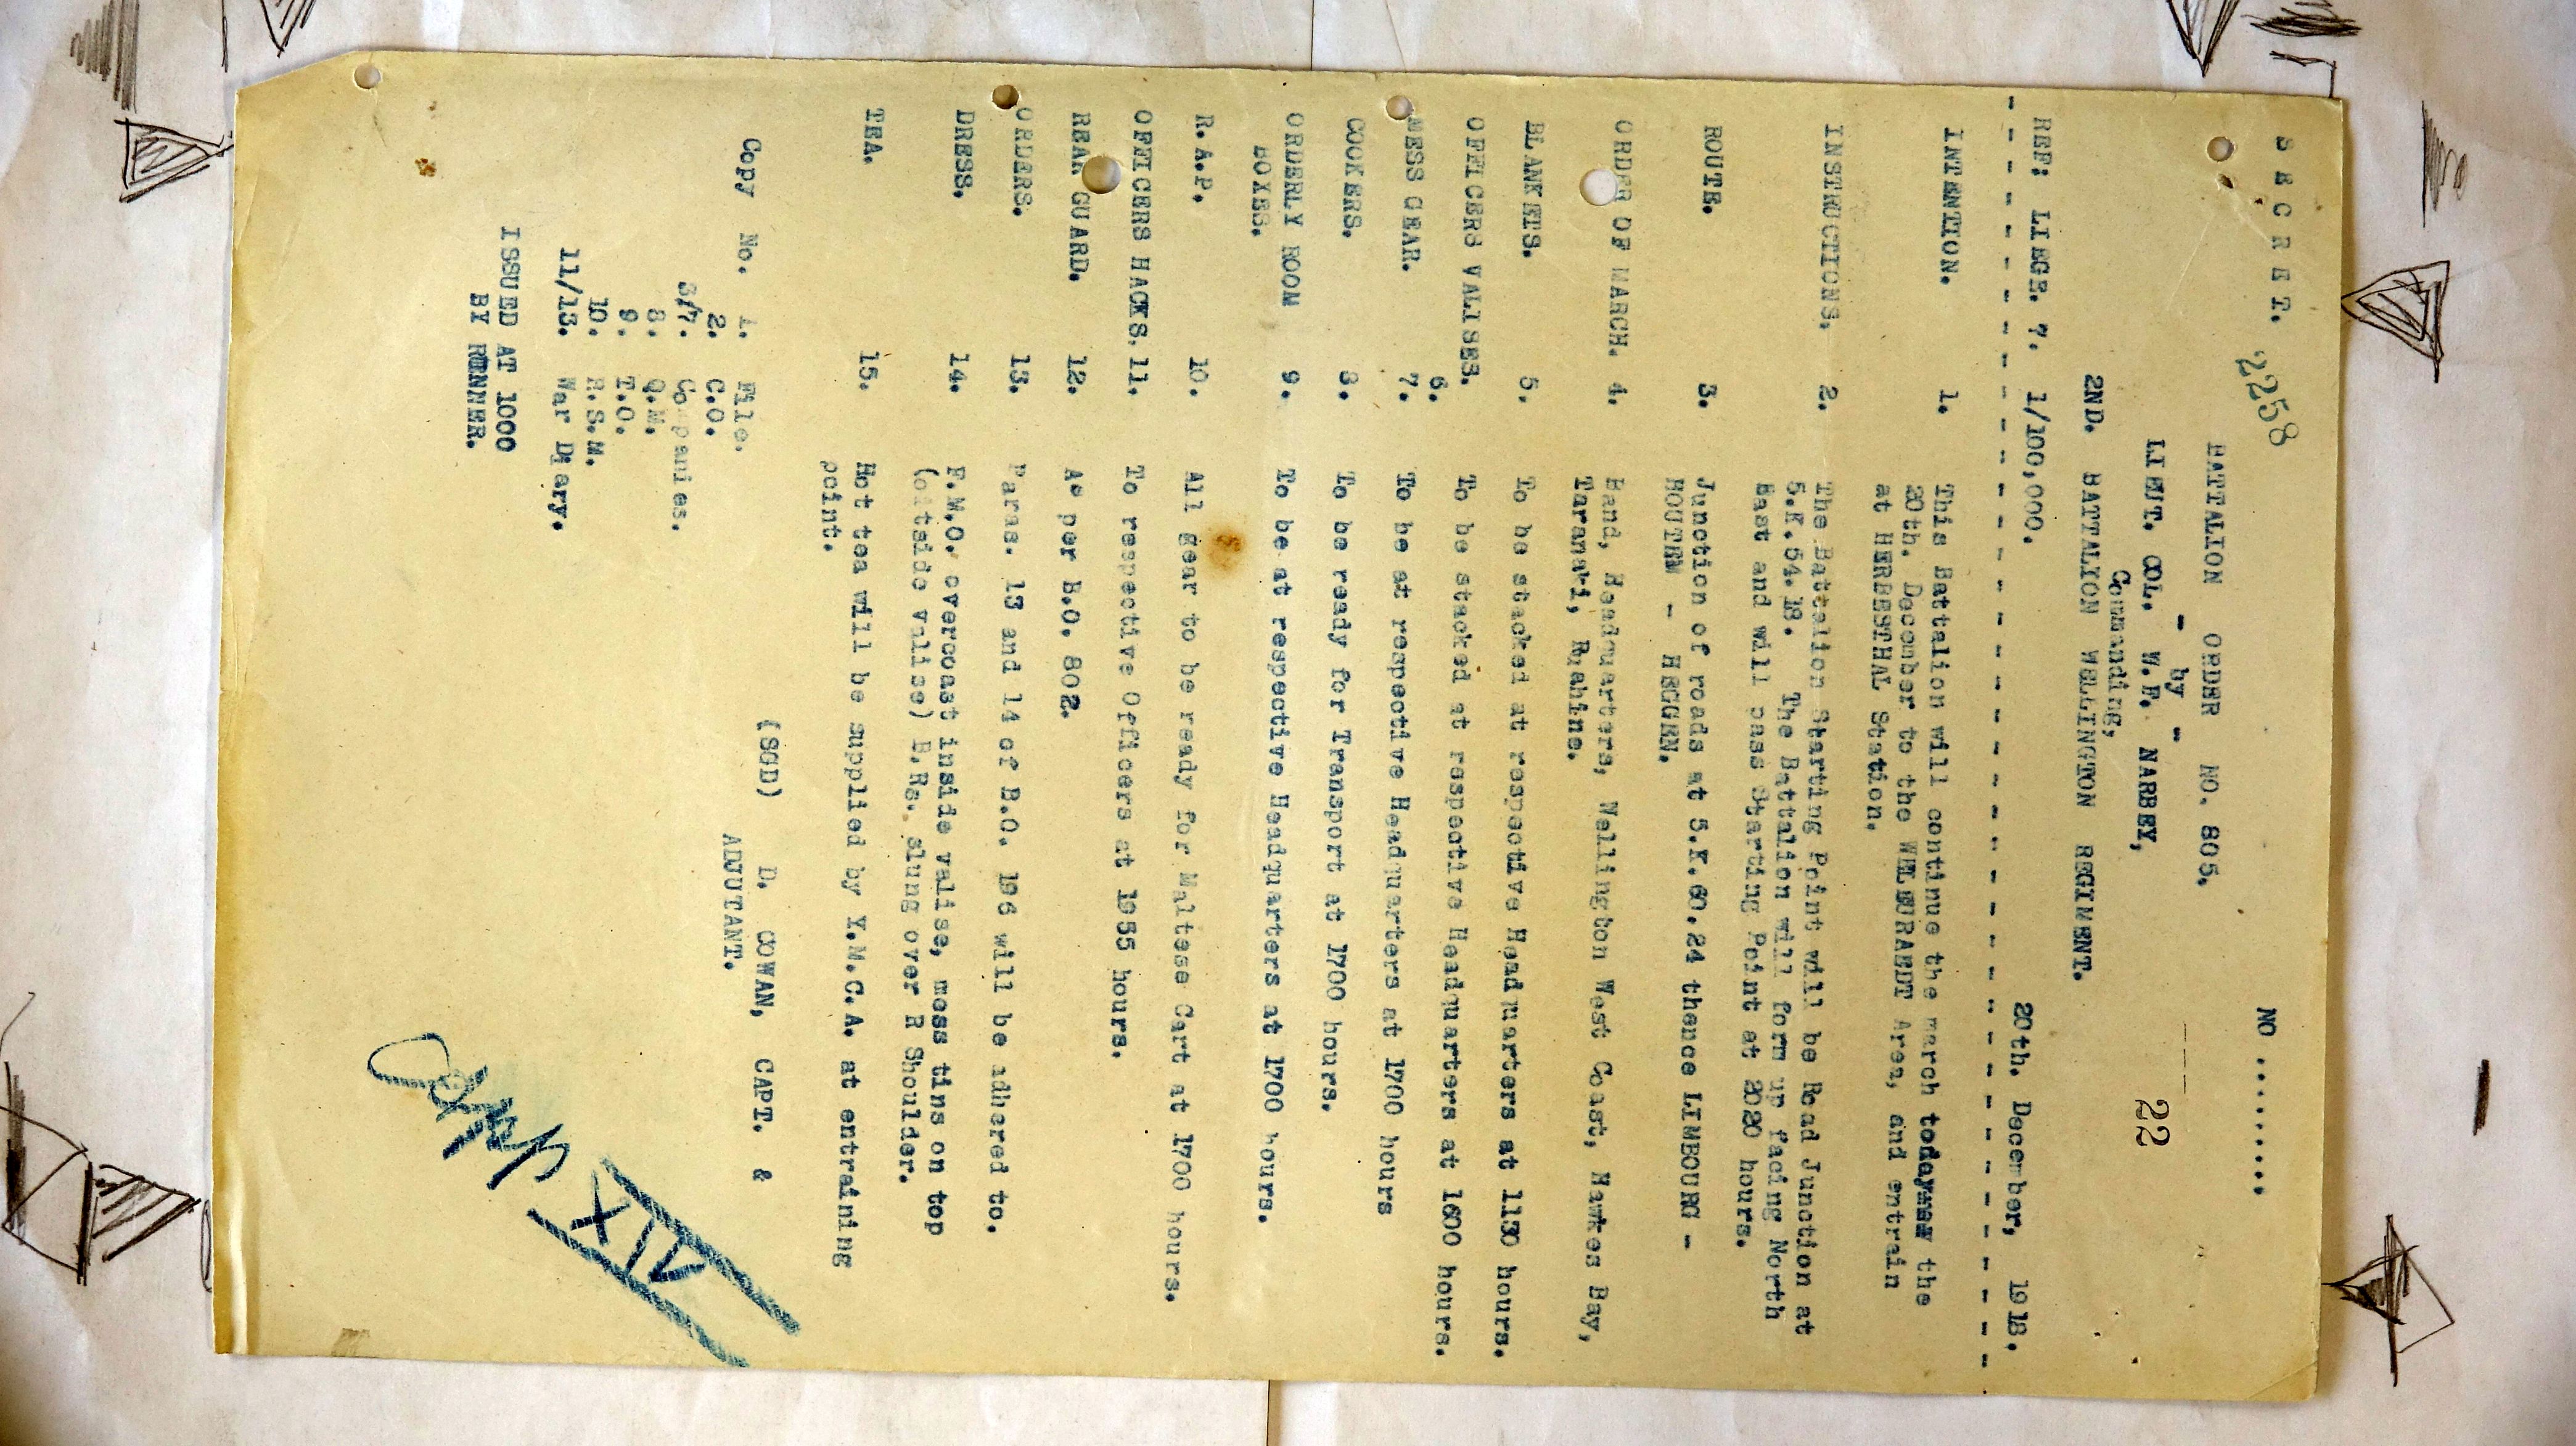 S E C R E T.
2258
NO .........
BATTALION ORDER NO. 805.
- by -
LIEUT. COL. W.F. NARBEY,
Commanding,
22
2ND. BATTALION WELLINGTON REGIMENT.
REF: LIEGE. 7. 1/100,000.
20th. December, 1918.
INTENTION. 1. This Battalion will continue the march today the
20th. December to the WELEURAEDT Area, and entrain
at HERBESTHAL Station.
INSTRUCTIONS. 2. The Battalion Starting Point will be Road Junction at
5.K.54.18. The Battalion will form up facing North
East and will pass Starting Point at 2020 hours.
ROUTE. 3. Junction of roads at 5.K.60.24 thence LIMBOURG -
HOUTEM - HEGGEN.
ORDER OF MARCH. 4. Band, Headquarters, Wellington West Coast, Hawkes Bay,
Taranaki, Ruahine.
BLANKETS. 5. To be stacked at respective Headquarters at 1130 hours.
OFFICERS VALISES. 6. To be stacked at respective Headquarters at 1600 hours.
MESS GEAR. 7. To be at respective Headquarters at 1700 hours
COOKERS. 8. To be ready for Transport at 1700 hours.
ORDERLY ROOM 9. To be at respective Headquarters at 1700 hours.
BOXES.
R.A.P. 10. All gear to be ready for Maltese Cart at 1700 hours.
OFFICERS HACKS. 11. To respective Officers at 1955 hours.
REAR GUARD. 12. As per B.O. 802.
ORDERS. 13. Paras. 13 and 14 of B.O. 196 will be adhered to.
DRESS. 14. F.M.O. overcoast inside valise, mess tins on top
(oitside valise) B.Rs. slung over R Shoulder.
TEA. 15. Hot tea will be supplied by Y.M.C.A. at entraining
point.
(SGD) D. COWAN, CAPT. &
ADJUTANT.
Copy No. 1. File.
2. C.O.
3/7. Companies.
8. Q.M.
9. T.O.
10. R.S.M.
11/13. War Diary.
ISSUED AT 1000
BY RUNNER.
XIV